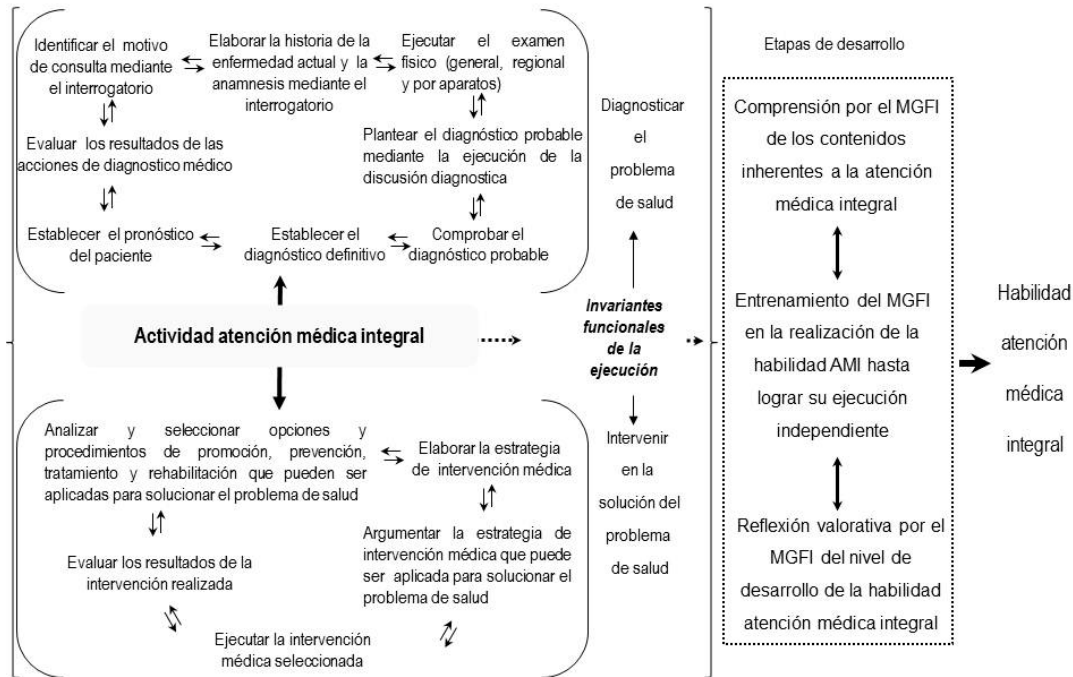 Identificar el motivo
de consulta mediante
el interrogatorio
Elaborar la historia de la
enfermedad actual y la
anamnesis mediante el
interrogatorio
Ejecutar el examen
físico (general, regional
y por aparatos)
Evaluar los resultados de las
acciones de diagnostico médico
Plantear el diagnóstico probable
mediante la ejecución de la
discusión diagnostica
Establecer el pronóstico
del paciente
Establecer el
diagnóstico definitivo
Comprobar el
diagnóstico probable
Actividad atención médica integral
Analizar y seleccionar opciones y
procedimientos de promoción, prevención,
tratamiento y rehabilitación que pueden ser
aplicadas para solucionar el problema de salud
Elaborar la estrategia
de intervención médica
Evaluar los resultados de la
intervención realizada
Argumentar la estrategia de
intervención médica que puede
ser aplicada para solucionar el
problema de salud
Ejecutar la intervención
médica seleccionada
Diagnosticar
el
problema
de salud
Invariantes
funcionales
de la
ejecución
Intervenir
en la
solución del
problema
de salud
Etapas de desarrollo
Comprensión por el MGFI
de los contenidos
inherentes a la atención
médica integral
Entrenamiento del MGFI
en la realización de la
habilidad AMI hasta
lograr su ejecución
independiente
Reflexión valorativa por el
MGFI del nivel de
desarrollo de la habilidad
atención médica integral
Habilidad
atención
médica
integral